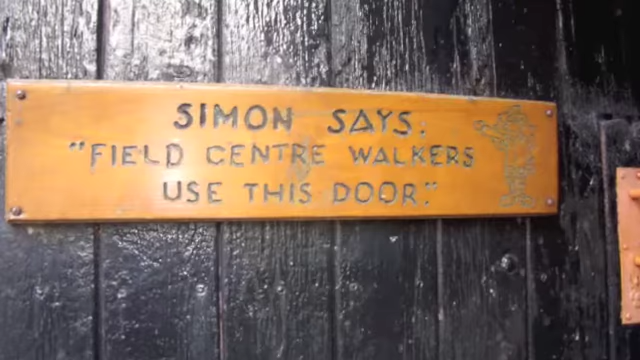 SIMON SAYS:
"FIELD CENTRE WALKERS
USE THIS DOOR."